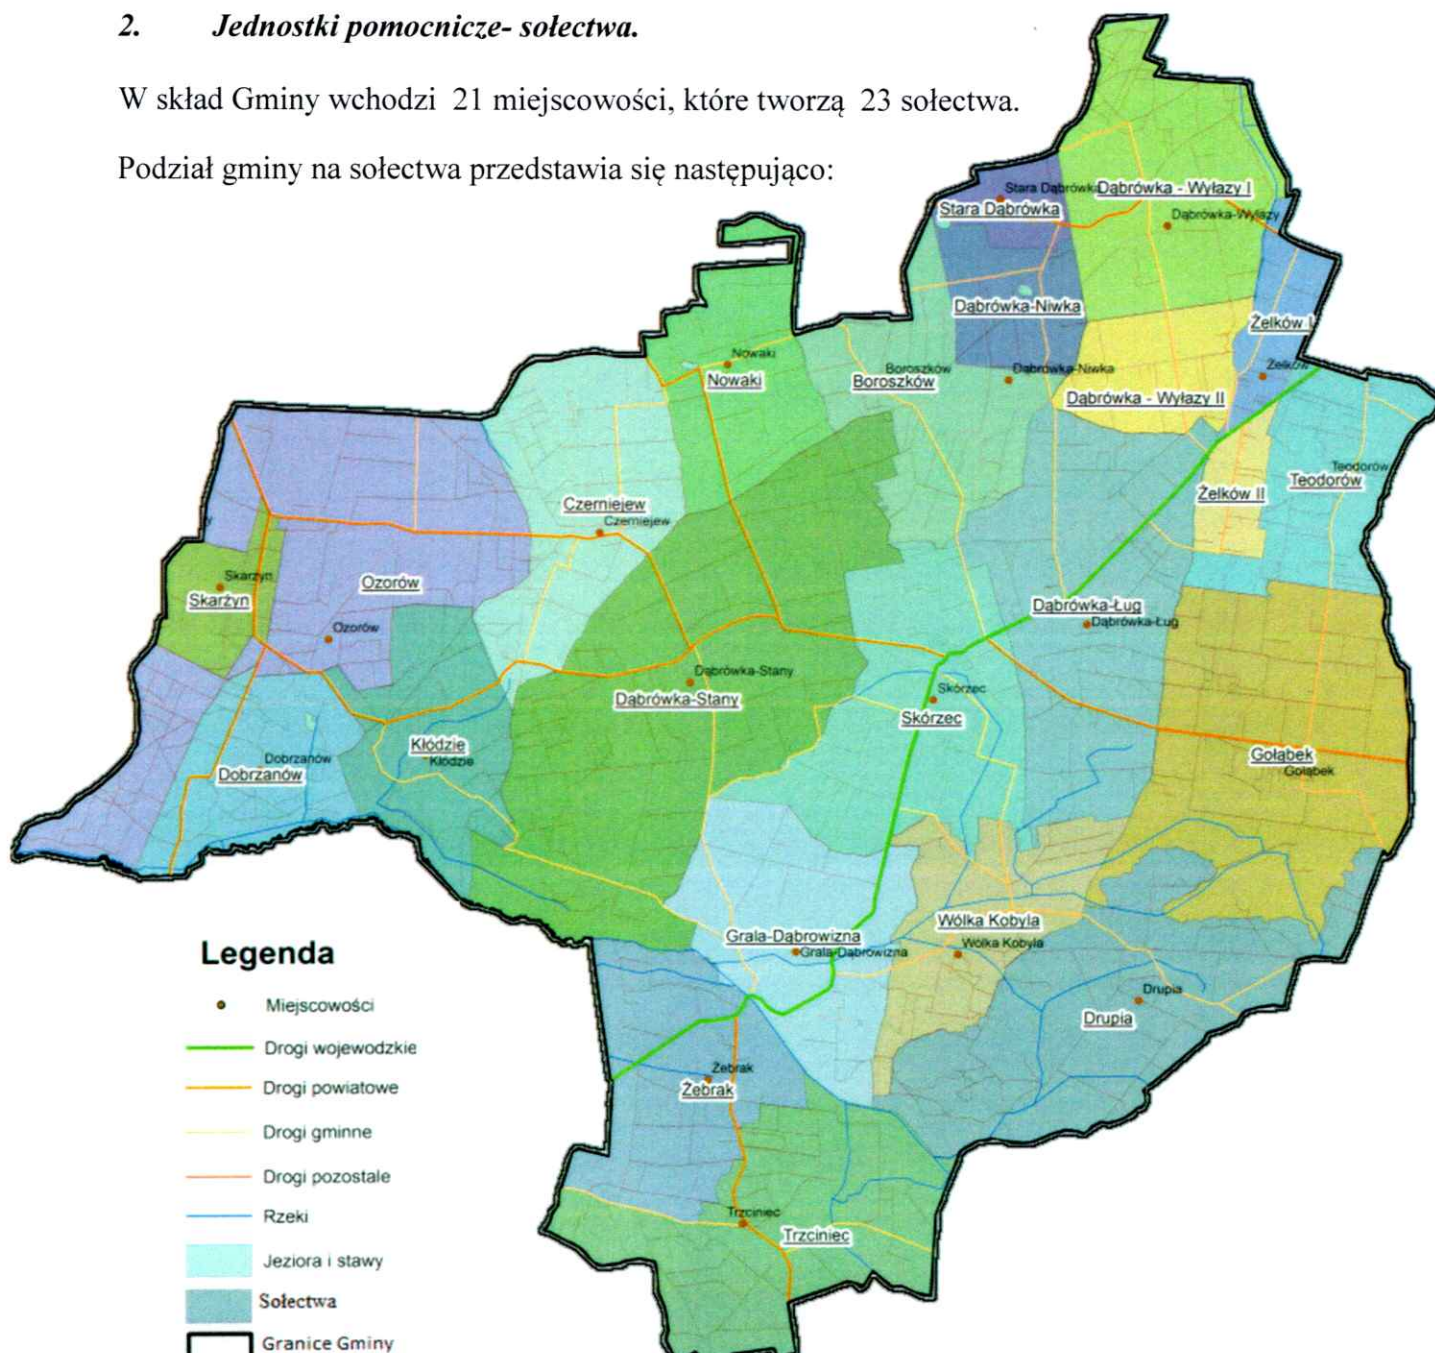 2. Jednostki pomocnicze- sołectwa.
W skład Gminy wchodzi 21 miejscowości, które tworzą 23 sołectwa.
Podział gminy na sołectwa przedstawia się następująco:
Stara Dąbrówka
Stara Dąbrówka
Dąbrówka - Wyłazy I
Dąbrówka-Wyłazy
Dąbrówka-Niwka
Żelków I
Nowaki
Nowaki
Boroszków
Boroszków
Dąbrówka-Niwka
Żelków
Dąbrówka - Wyłazy II
Teodorów
Teodorów
Żelków II
Czerniejew
Czerniejew
Skarżyn
Skarżyn
Ozorów
Ozorów
Dąbrówka-Ług
Dąbrówka-Ług
Dąbrówka-Stany
Dąbrówka-Stany
Skórzec
Skórzec
Kłódzie
Kłódzie
Dobrzanów
Dobrzanów
Gołąbek
Gołąbek
Grala-Dąbrowizna
Grala-Dąbrowizna
Wólka Kobyla
Wólka Kobyla
Drupia
Drupia
Żebrak
Żebrak
Trzciniec
Trzciniec
Legenda
Miejscowości
Drogi wojewodzkie
Drogi powiatowe
Drogi gminne
Drogi pozostale
Rzeki
Jeziora i stawy
Sołectwa
Granice Gminy